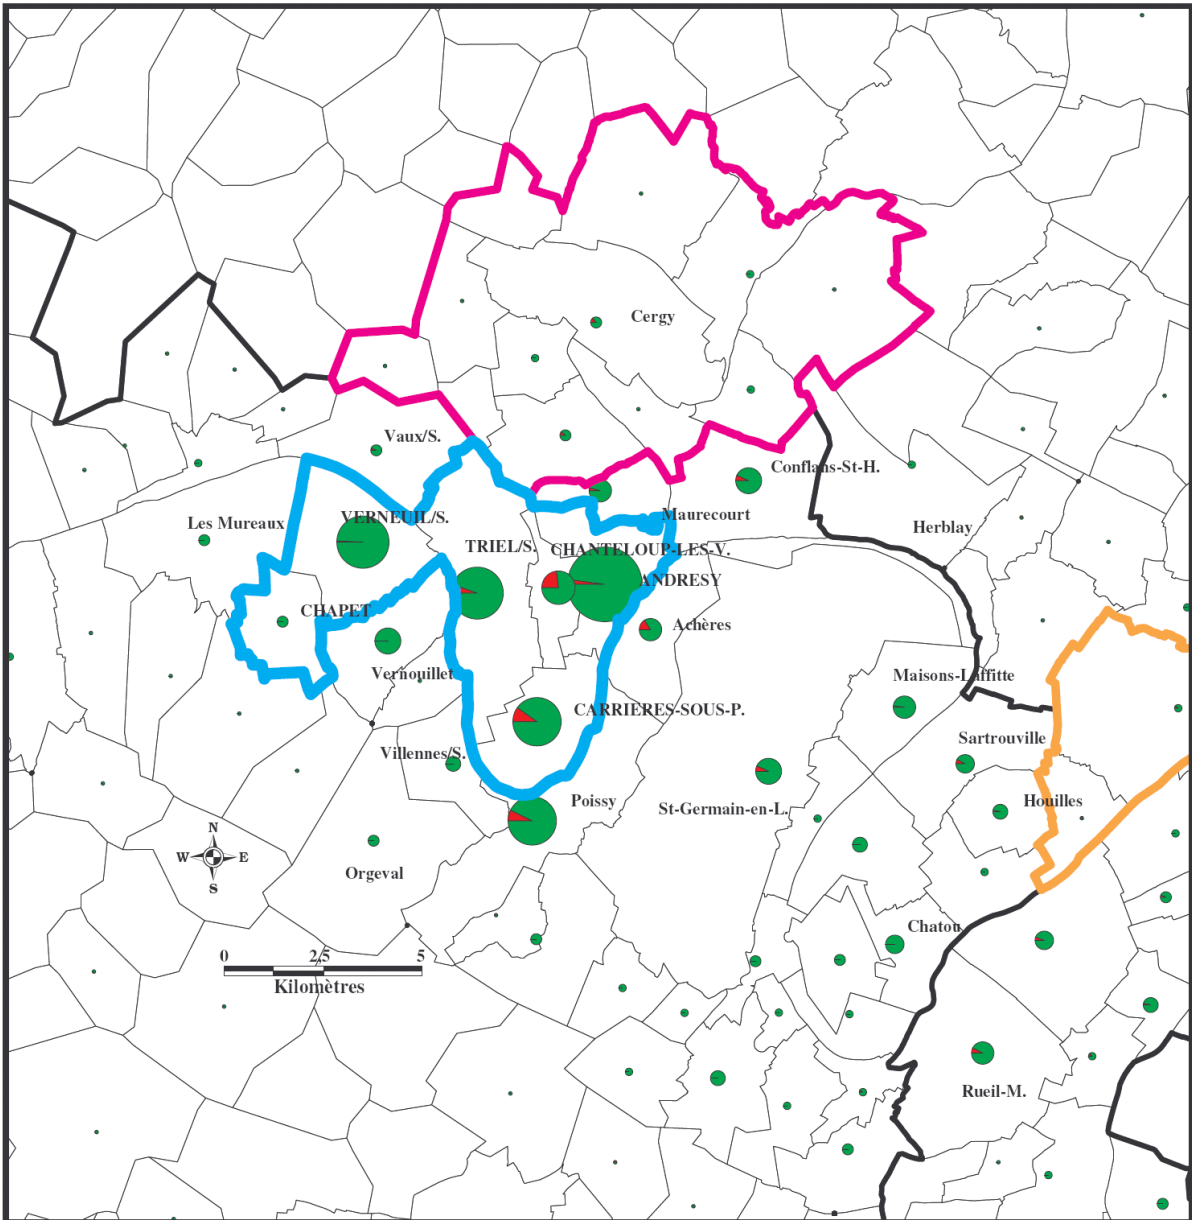 Cergy
Vaux/S.
Conflans-St-H.
Les Mureaux
VERNEUIL/S.
Maurecourt
Herblay
TRIEL/S.
CHANTELOUP-LES-V.
ANDRESY
CHAPET
Achères
Vernouillet
Maisons-Laffitte
CARRIERES-SOUS-P.
Sartrouville
Villennes/S.
Poissy
St-Germain-en-L.
Houilles
N
W E
S
Orgeval
Chatou
0 2,5 5
Kilomètres
Rueil-M.